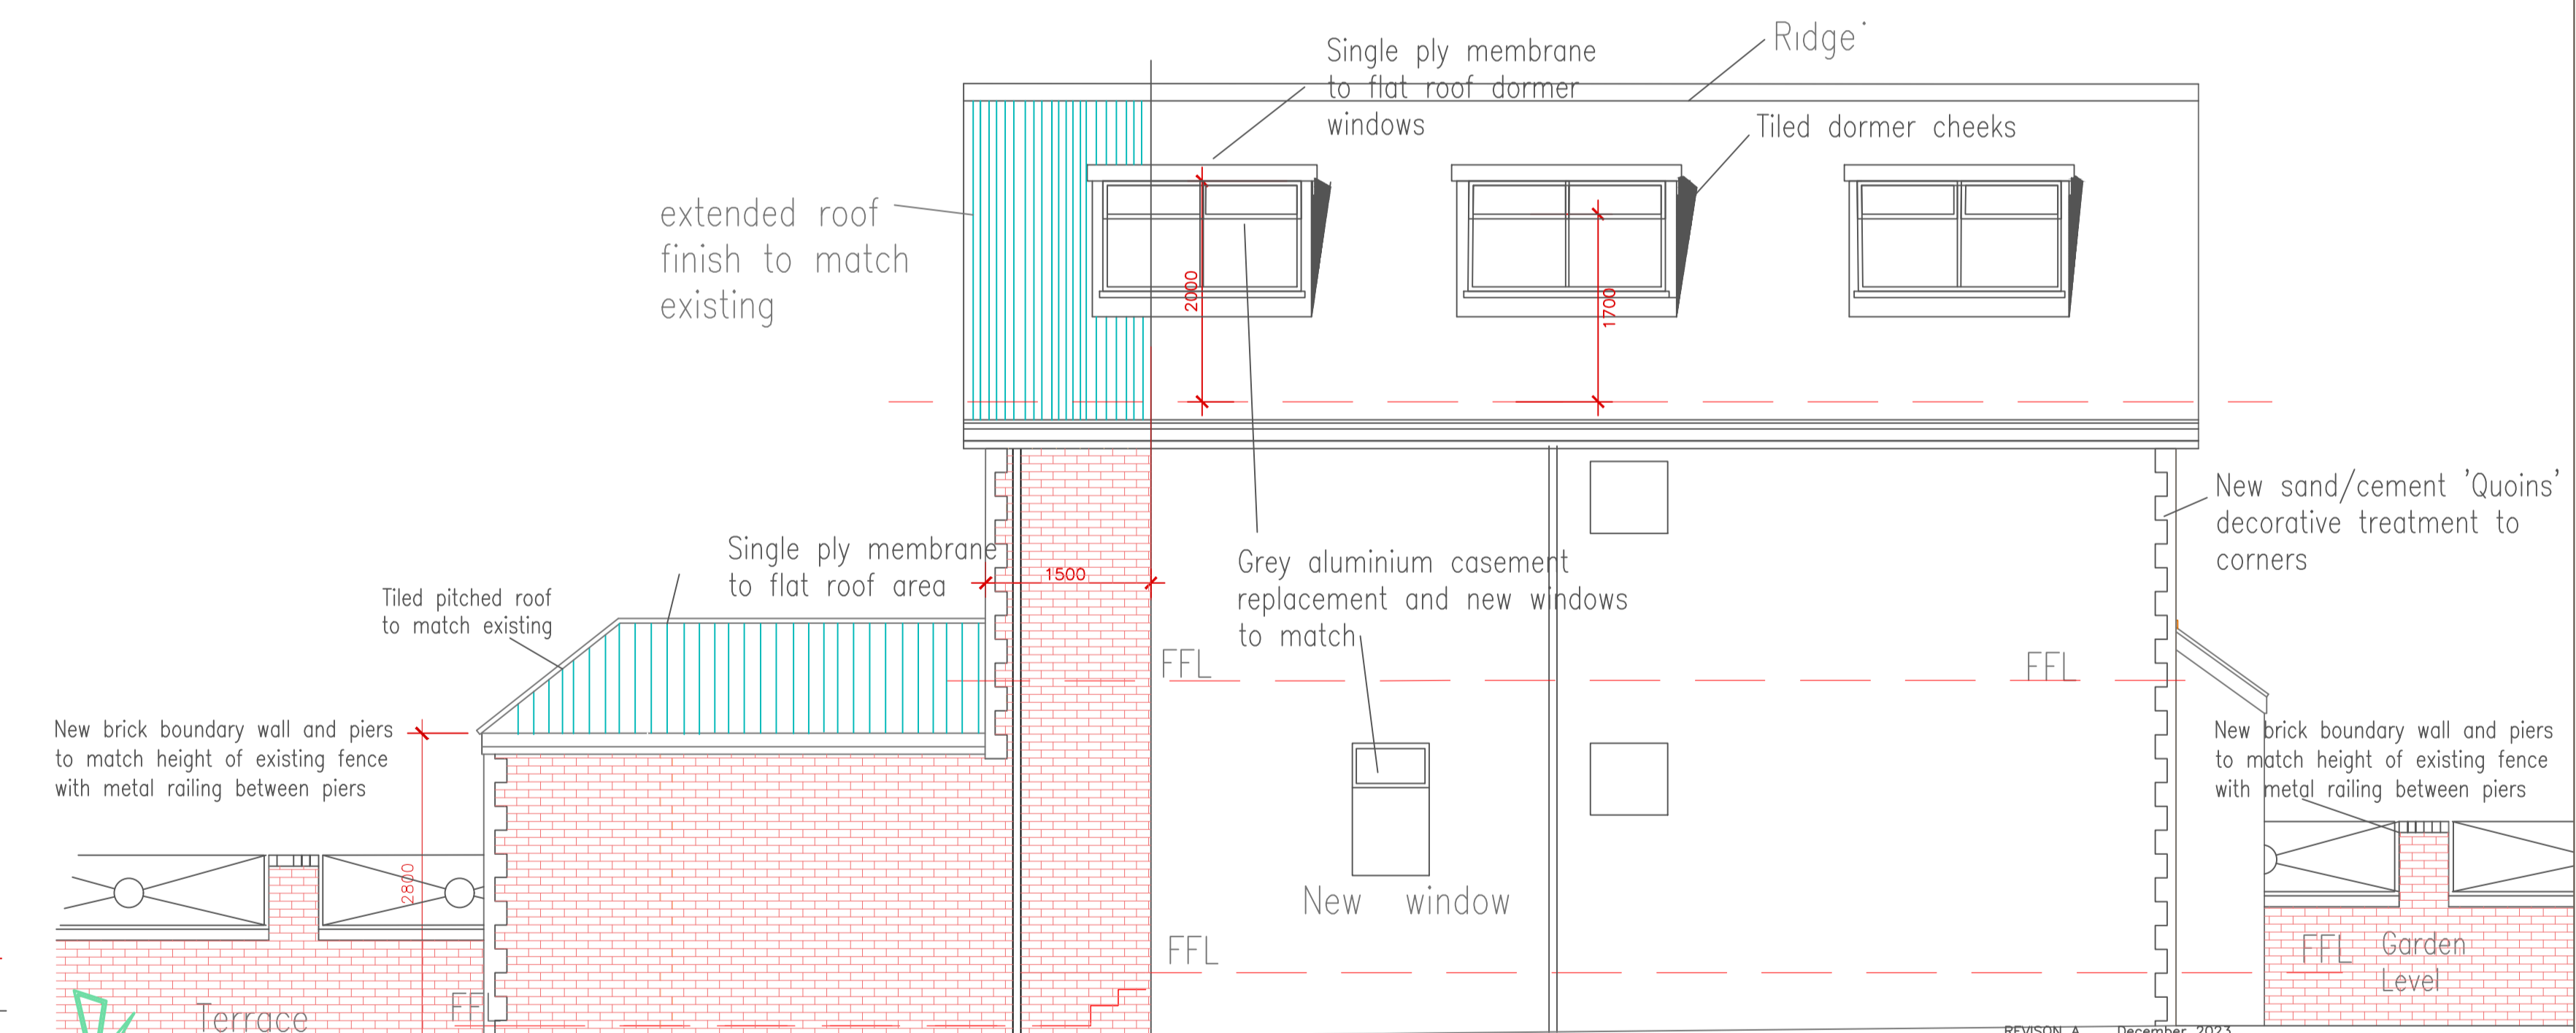 Single ply membrane
to flat roof dormer
windows
Ridge
Tiled dormer cheeks
extended roof
finish to match
existing
2000
1700
New sand/cement 'Quoins'
decorative treatment to
corners
Single ply membrane
to flat roof area
1500
Grey aluminium casement
replacement and new windows
to match
Tiled pitched roof
to match existing
FFL
FFL
New brick boundary wall and piers
to match height of existing fence
with metal railing between piers
New brick boundary wall and piers
to match height of existing fence
with metal railing between piers
2800
New window
FFL
FFL
Garden
Level
FFL
Terrace
REVISON A December 2023